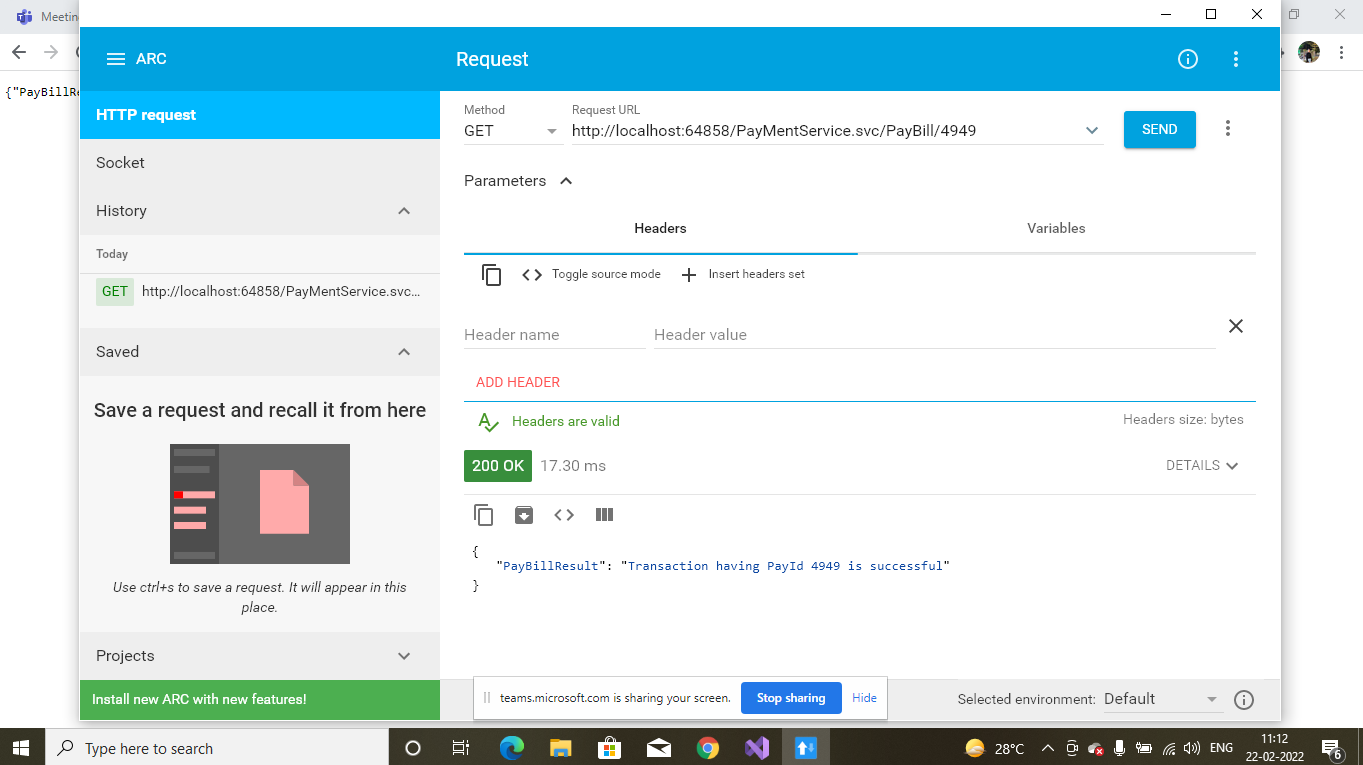 Meetin
{"PayBillRe
ARC
Request
HTTP request
Socket
History
Today
GET http://localhost:64858/PayMentService.svc...
Saved
Save a request and recall it from here
Use ctrl+s to save a request. It will appear in this
place.
Projects
Install new ARC with new features!
Method
GET
Request URL
http://localhost:64858/PayMentService.svc/PayBill/4949
SEND
Parameters
Headers
Variables
Toggle source mode
Insert headers set
Header name
Header value
ADD HEADER
Headers are valid
Headers size: bytes
200 OK
17.30 ms
DETAILS
{
"PayBillResult": "Transaction having PayId 4949 is successful"
}
teams.microsoft.com is sharing your screen.
Stop sharing
Hide
Selected environment: Default
Type here to search
28°C
ENG
11:12
22-02-2022
6